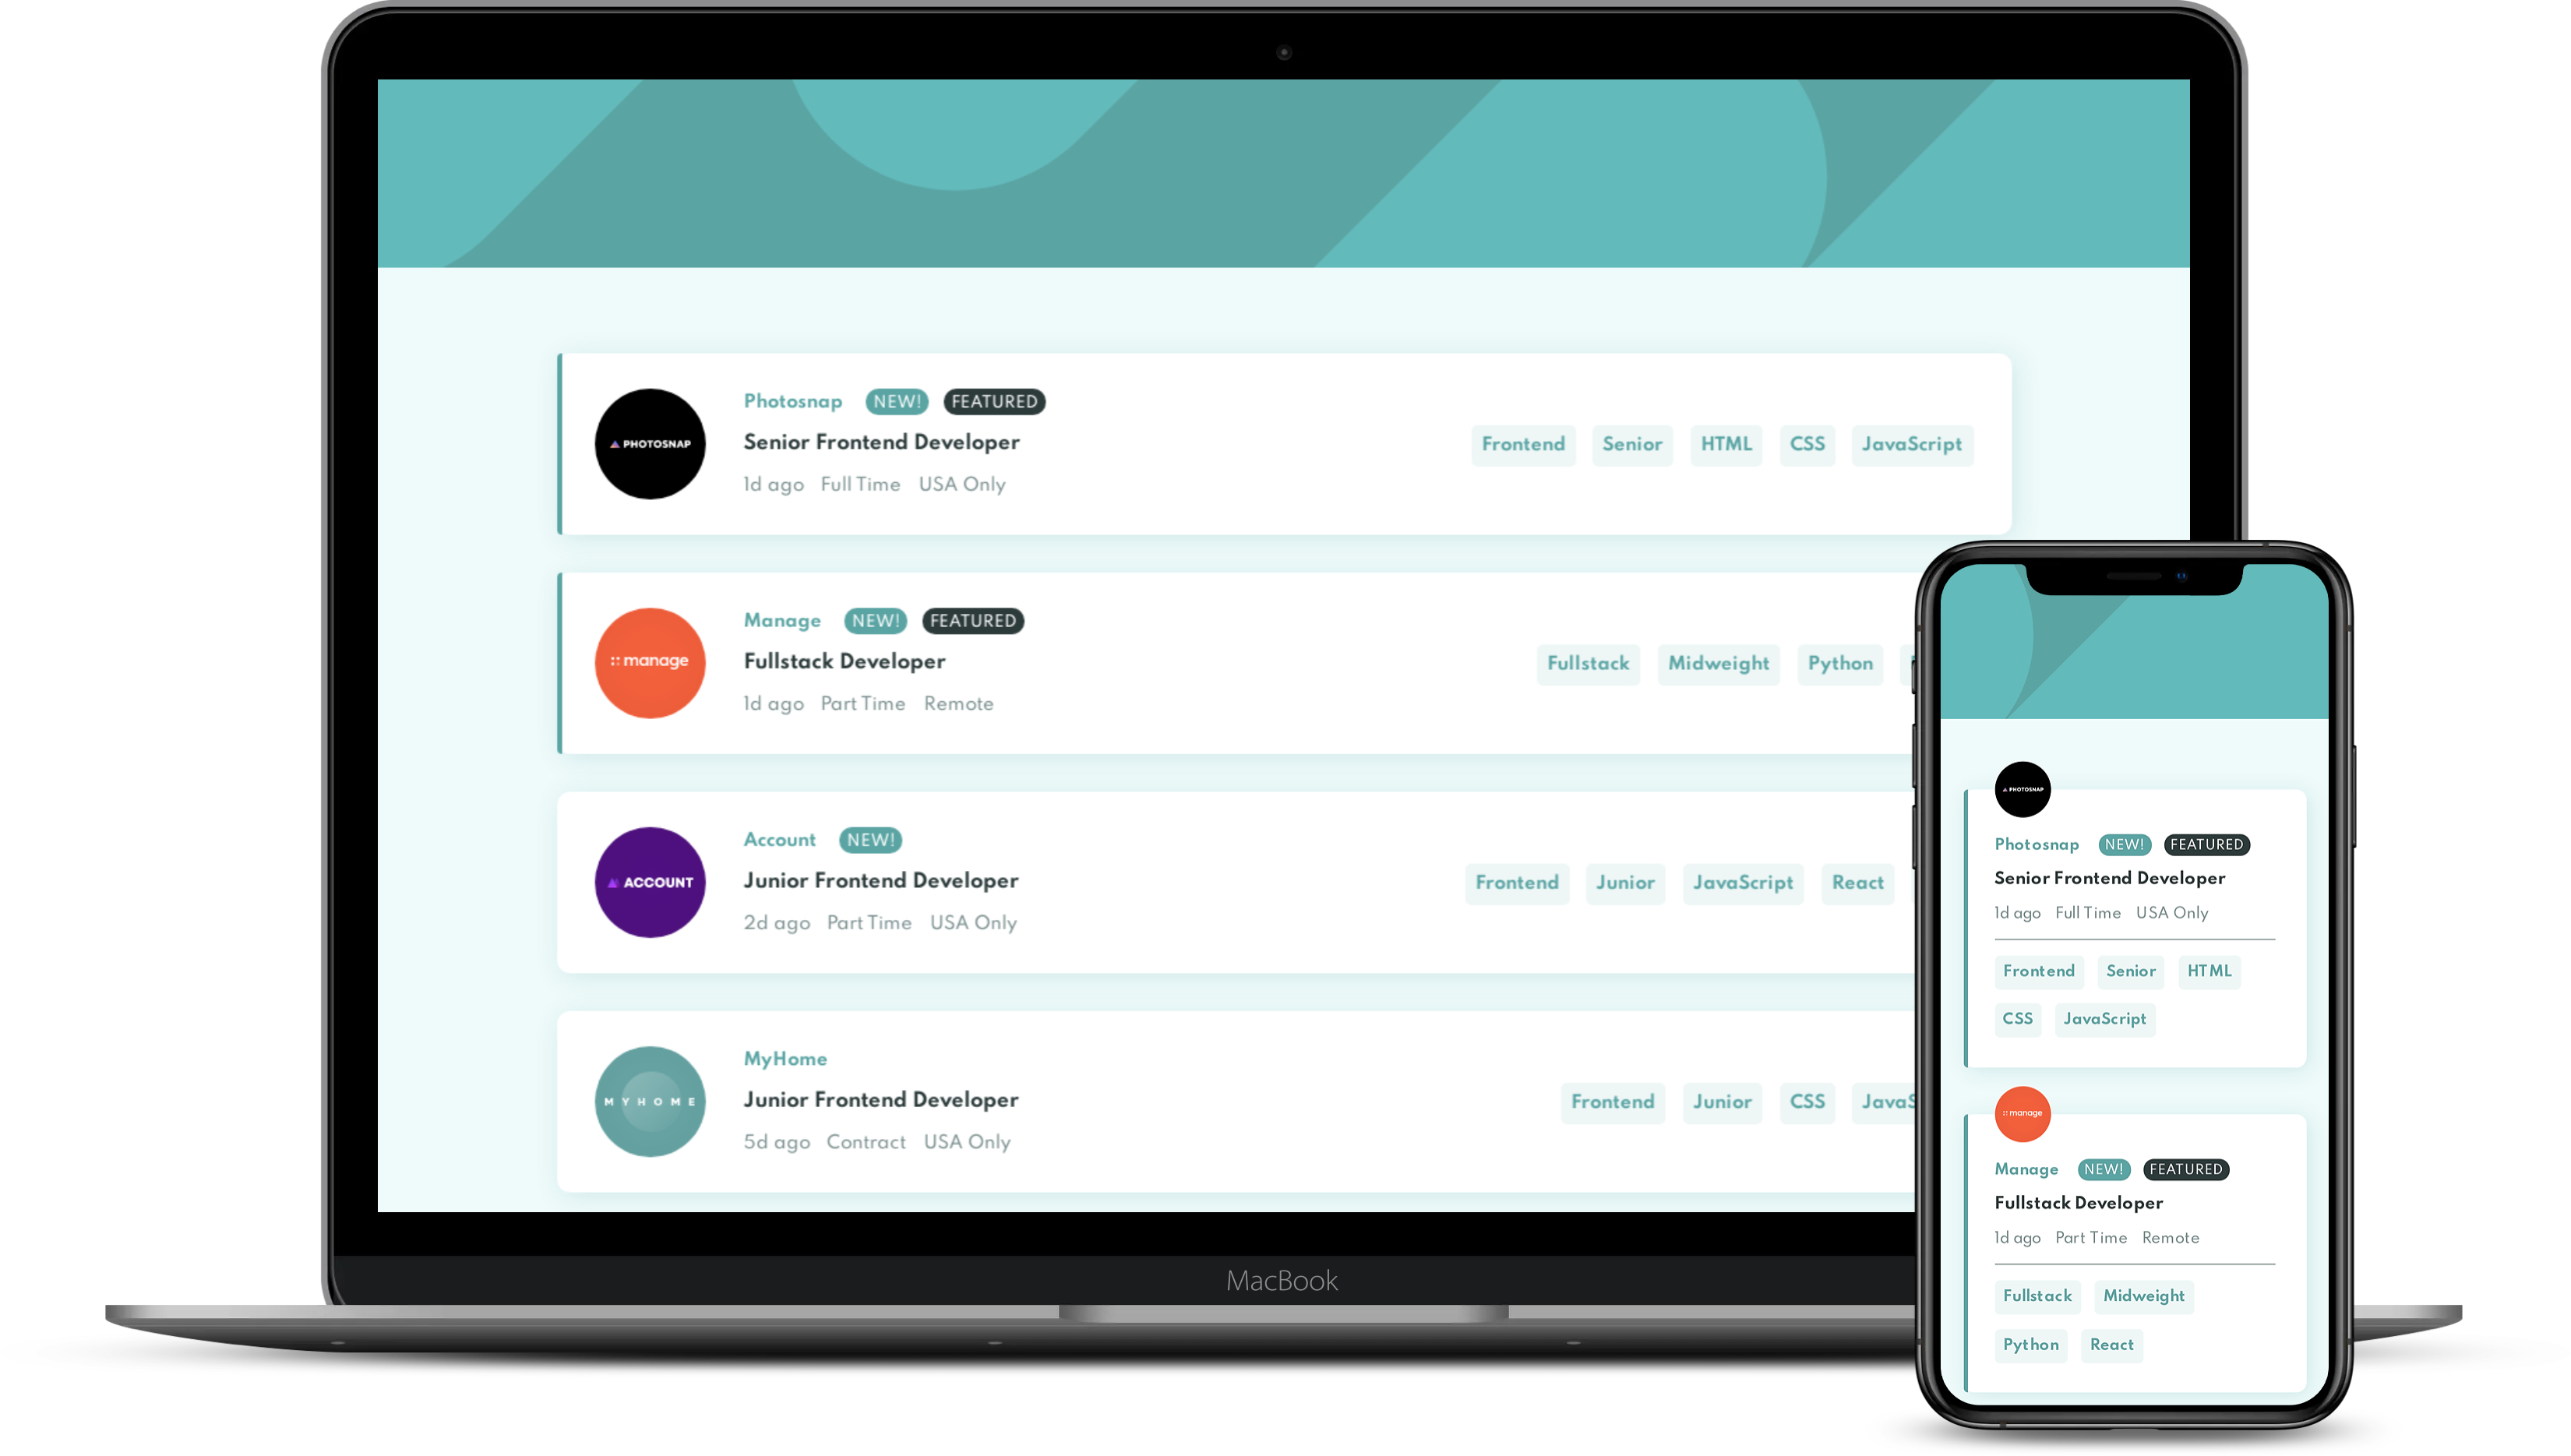 Photosnap NEW! FEATURED
PHOTOSNAP
Senior Frontend Developer
1d ago Full Time USA Only
Frontend Senior HTML CSS JavaScript
Manage NEW! FEATURED
manage
Fullstack Developer
1d ago Part Time Remote
Fullstack Midweight Python
Account NEW!
ACCOUNT
Junior Frontend Developer
2d ago Part Time USA Only
Frontend Junior JavaScript React
MyHome
MYHOME
Junior Frontend Developer
5d ago Contract USA Only
Frontend Junior CSS JavaS
MacBook
PHOTOSNAP
Photosnap NEW! FEATURED
Senior Frontend Developer
1d ago Full Time USA Only
Frontend Senior HTML
CSS JavaScript
manage
Manage NEW! FEATURED
Fullstack Developer
1d ago Part Time Remote
Fullstack Midweight
Python React